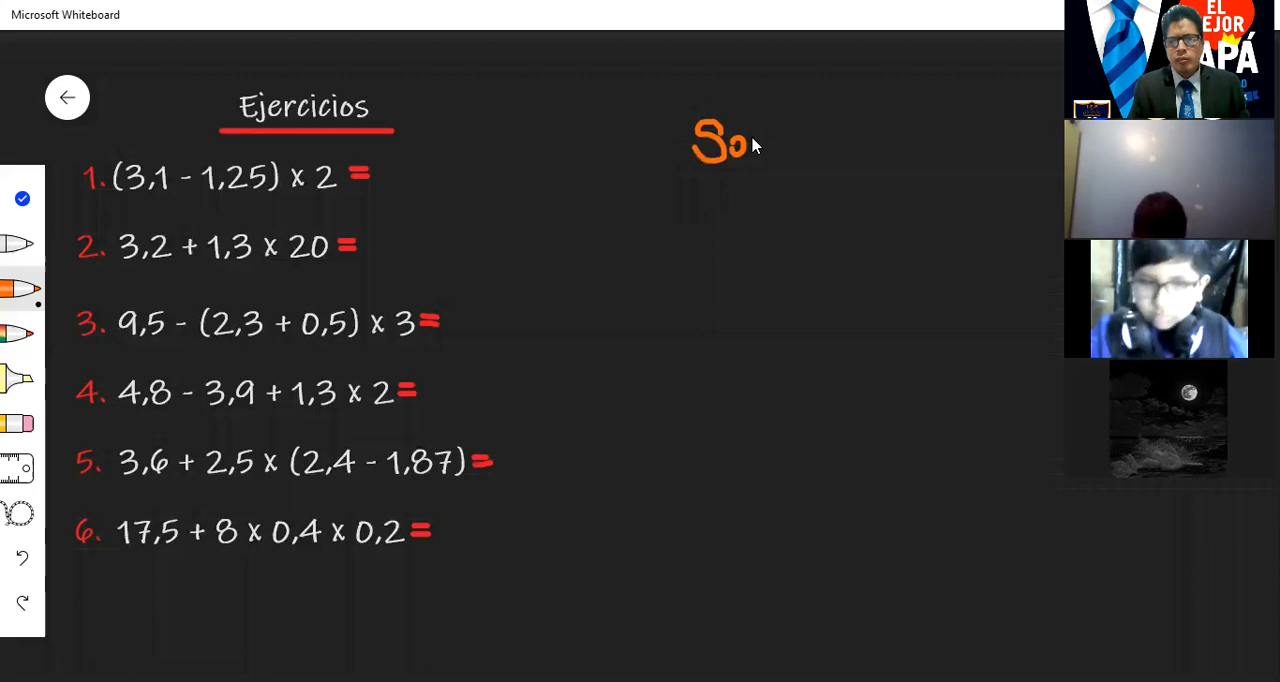 Microsoft Whiteboard
Ejercicios
1. (3,1 - 1,25) x 2 =
2. 3,2 + 1,3 x 20 =
3. 9,5 - (2,3 + 0,5) x 3 =
4. 4,8 - 3,9 + 1,3 x 2 =
5. 3,6 + 2,5 x (2,4 - 1,87) =
6. 17,5 + 8 x 0,4 x 0,2 =
So
EL
EJOR
APÁ